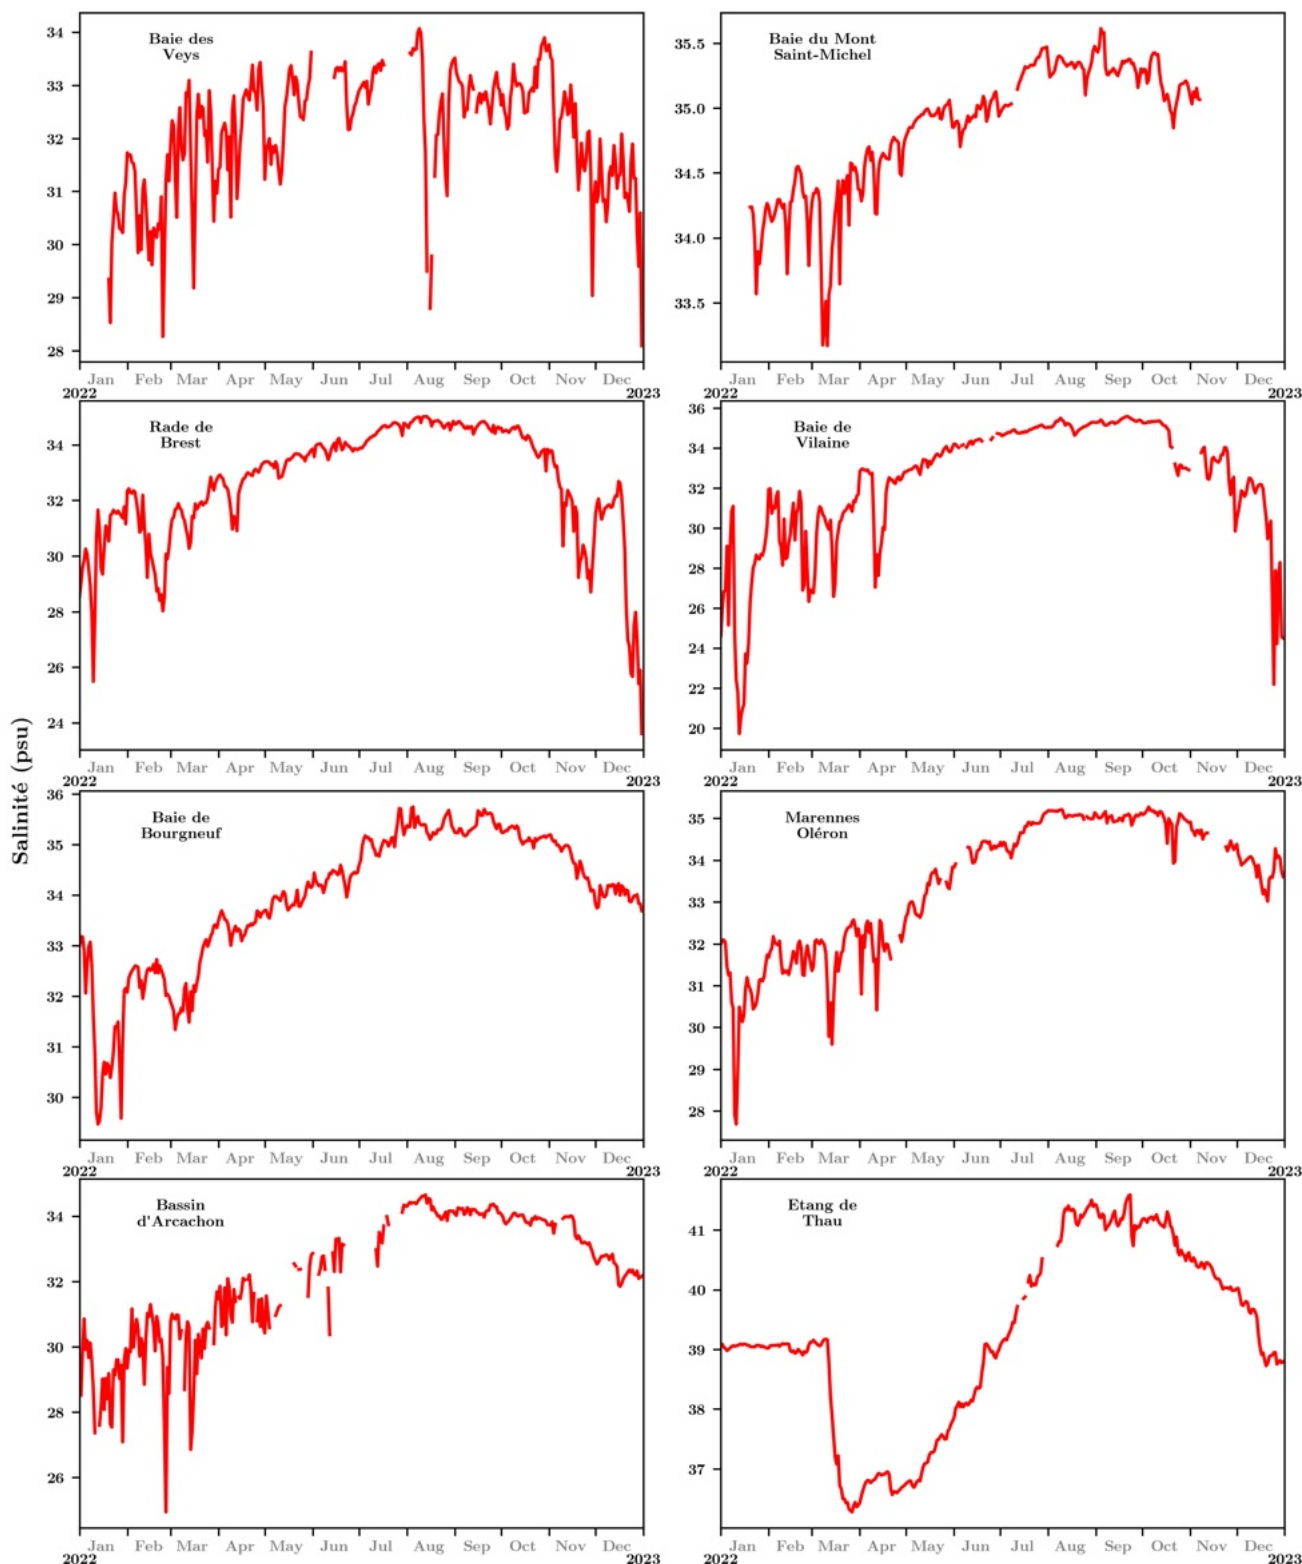 Salinité (psu)
Baie des
Veys
34
33
32
31
30
29
28
Jan Feb Mar Apr May Jun Jul Aug Sep Oct Nov Dec
2022 2023
Baie du Mont
Saint-Michel
35.5
35.0
34.5
34.0
33.5
Jan Feb Mar Apr May Jun Jul Aug Sep Oct Nov Dec
2022 2023
Rade de
Brest
34
32
30
28
26
24
Jan Feb Mar Apr May Jun Jul Aug Sep Oct Nov Dec
2022 2023
Baie de
Vilaine
36
34
32
30
28
26
24
22
20
Jan Feb Mar Apr May Jun Jul Aug Sep Oct Nov Dec
2022 2023
Baie de
Bourgneuf
36
35
34
33
32
31
30
Jan Feb Mar Apr May Jun Jul Aug Sep Oct Nov Dec
2022 2023
Marennes
Oléron
35
34
33
32
31
30
29
28
Jan Feb Mar Apr May Jun Jul Aug Sep Oct Nov Dec
2022 2023
Bassin
d'Arcachon
34
32
30
28
26
Jan Feb Mar Apr May Jun Jul Aug Sep Oct Nov Dec
2022 2023
Etang de
Thau
41
40
39
38
37
Jan Feb Mar Apr May Jun Jul Aug Sep Oct Nov Dec
2022 2023